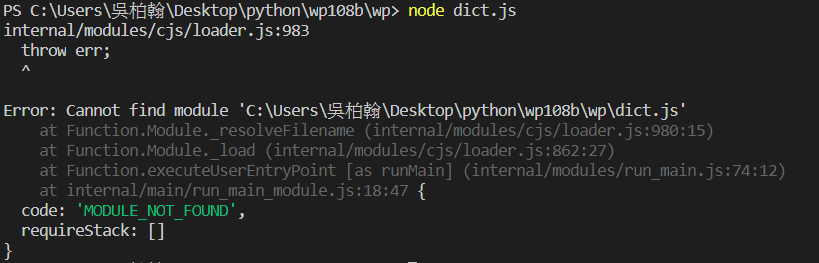 PS C:\Users\吳柏翰\Desktop\python\wp108b\wp> node dict.js
internal/modules/cjs/loader.js:983
  throw err;
  ^

Error: Cannot find module 'C:\Users\吳柏翰\Desktop\python\wp108b\wp\dict.js'
    at Function.Module._resolveFilename (internal/modules/cjs/loader.js:980:15)
    at Function.Module._load (internal/modules/cjs/loader.js:862:27)
    at Function.executeUserEntryPoint [as runMain] (internal/modules/run_main.js:74:12)
    at internal/main/run_main_module.js:18:47 {
  code: 'MODULE_NOT_FOUND',
  requireStack: []
}